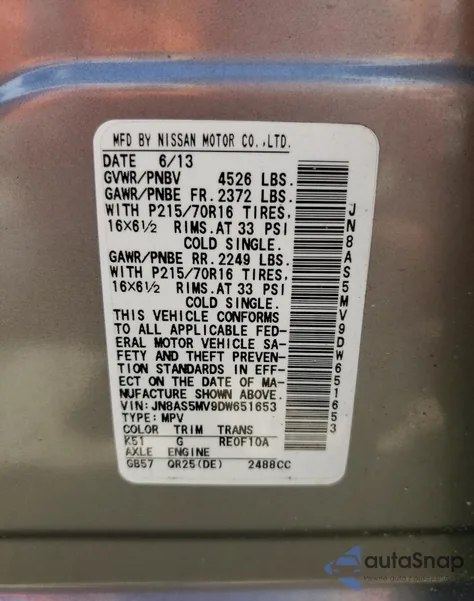 MFD BY NISSAN MOTOR CO.,LTD.
DATE 6/13
GVWR/PNBV 4526 LBS.
GAWR/PNBE FR. 2372 LBS.
WITH P215/70R16 TIRES,
16X6½ RIMS.AT 33 PSI
COLD SINGLE.
GAWR/PNBE RR. 2249 LBS.
WITH P215/70R16 TIRES,
16X6½ RIMS.AT 33 PSI
COLD SINGLE.
THIS VEHICLE CONFORMS
TO ALL APPLICABLE FED-
ERAL MOTOR VEHICLE SA-
FETY AND THEFT PREVEN-
TION STANDARDS IN EFF-
ECT ON THE DATE OF MA-
NUFACTURE SHOWN ABOVE.
VIN:JN8AS5MV9DW651653
TYPE: MPV
COLOR TRIM TRANS
K51 G RE0F10A
AXLE ENGINE
GB57 QR25(DE) 2488CC
JN8AS5MV9DW651653
autoSnap